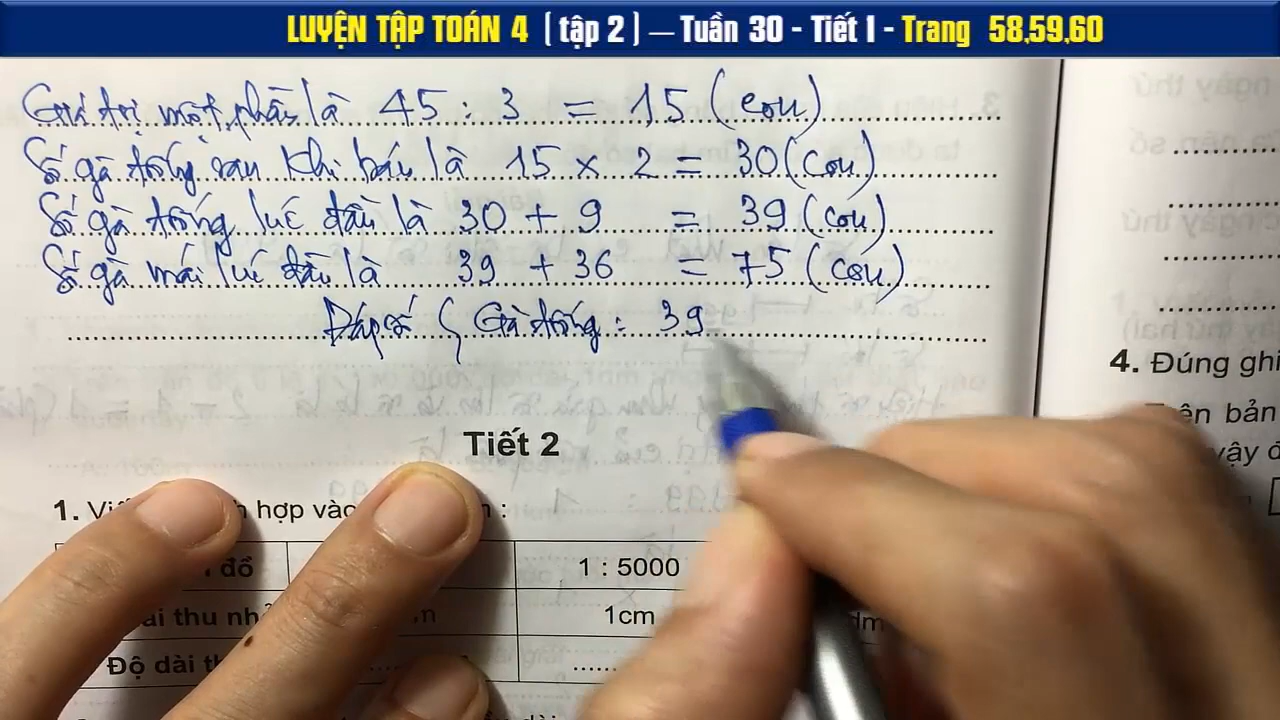 LUYỆN TẬP TOÁN 4 ( tập 2 ) — Tuần 30 - Tiết 1 - Trang 58,59,60
Giá trị một phần là 45 : 3 = 15 (con)
Số gà trống sau khi bán là 15 x 2 = 30 (con)
Số gà trống lúc đầu là 30 + 9 = 39 (con)
Số gà mái lúc đầu là 39 + 36 = 75 (con)
Đáp số { Gà trống : 39
Tiết 2
1. hợp vào
đồ 1 : 5000
thu 1cm dm
Độ dài
4. Đúng ghi
bản
vậy